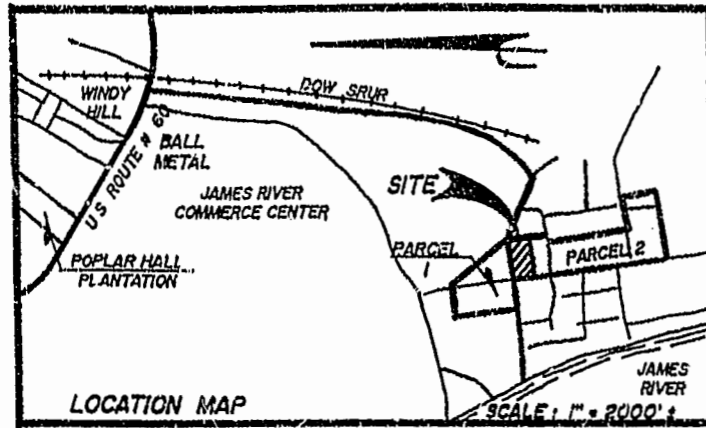 DOW SRUR
WINDY
HILL
U S ROUTE # 60
BALL
METAL
JAMES RIVER
COMMERCE CENTER
SITE
POPLAR HALL
PLANTATION
PARCEL
1
PARCEL 2
JAMES
RIVER
LOCATION MAP
SCALE: 1" = 2000' ±